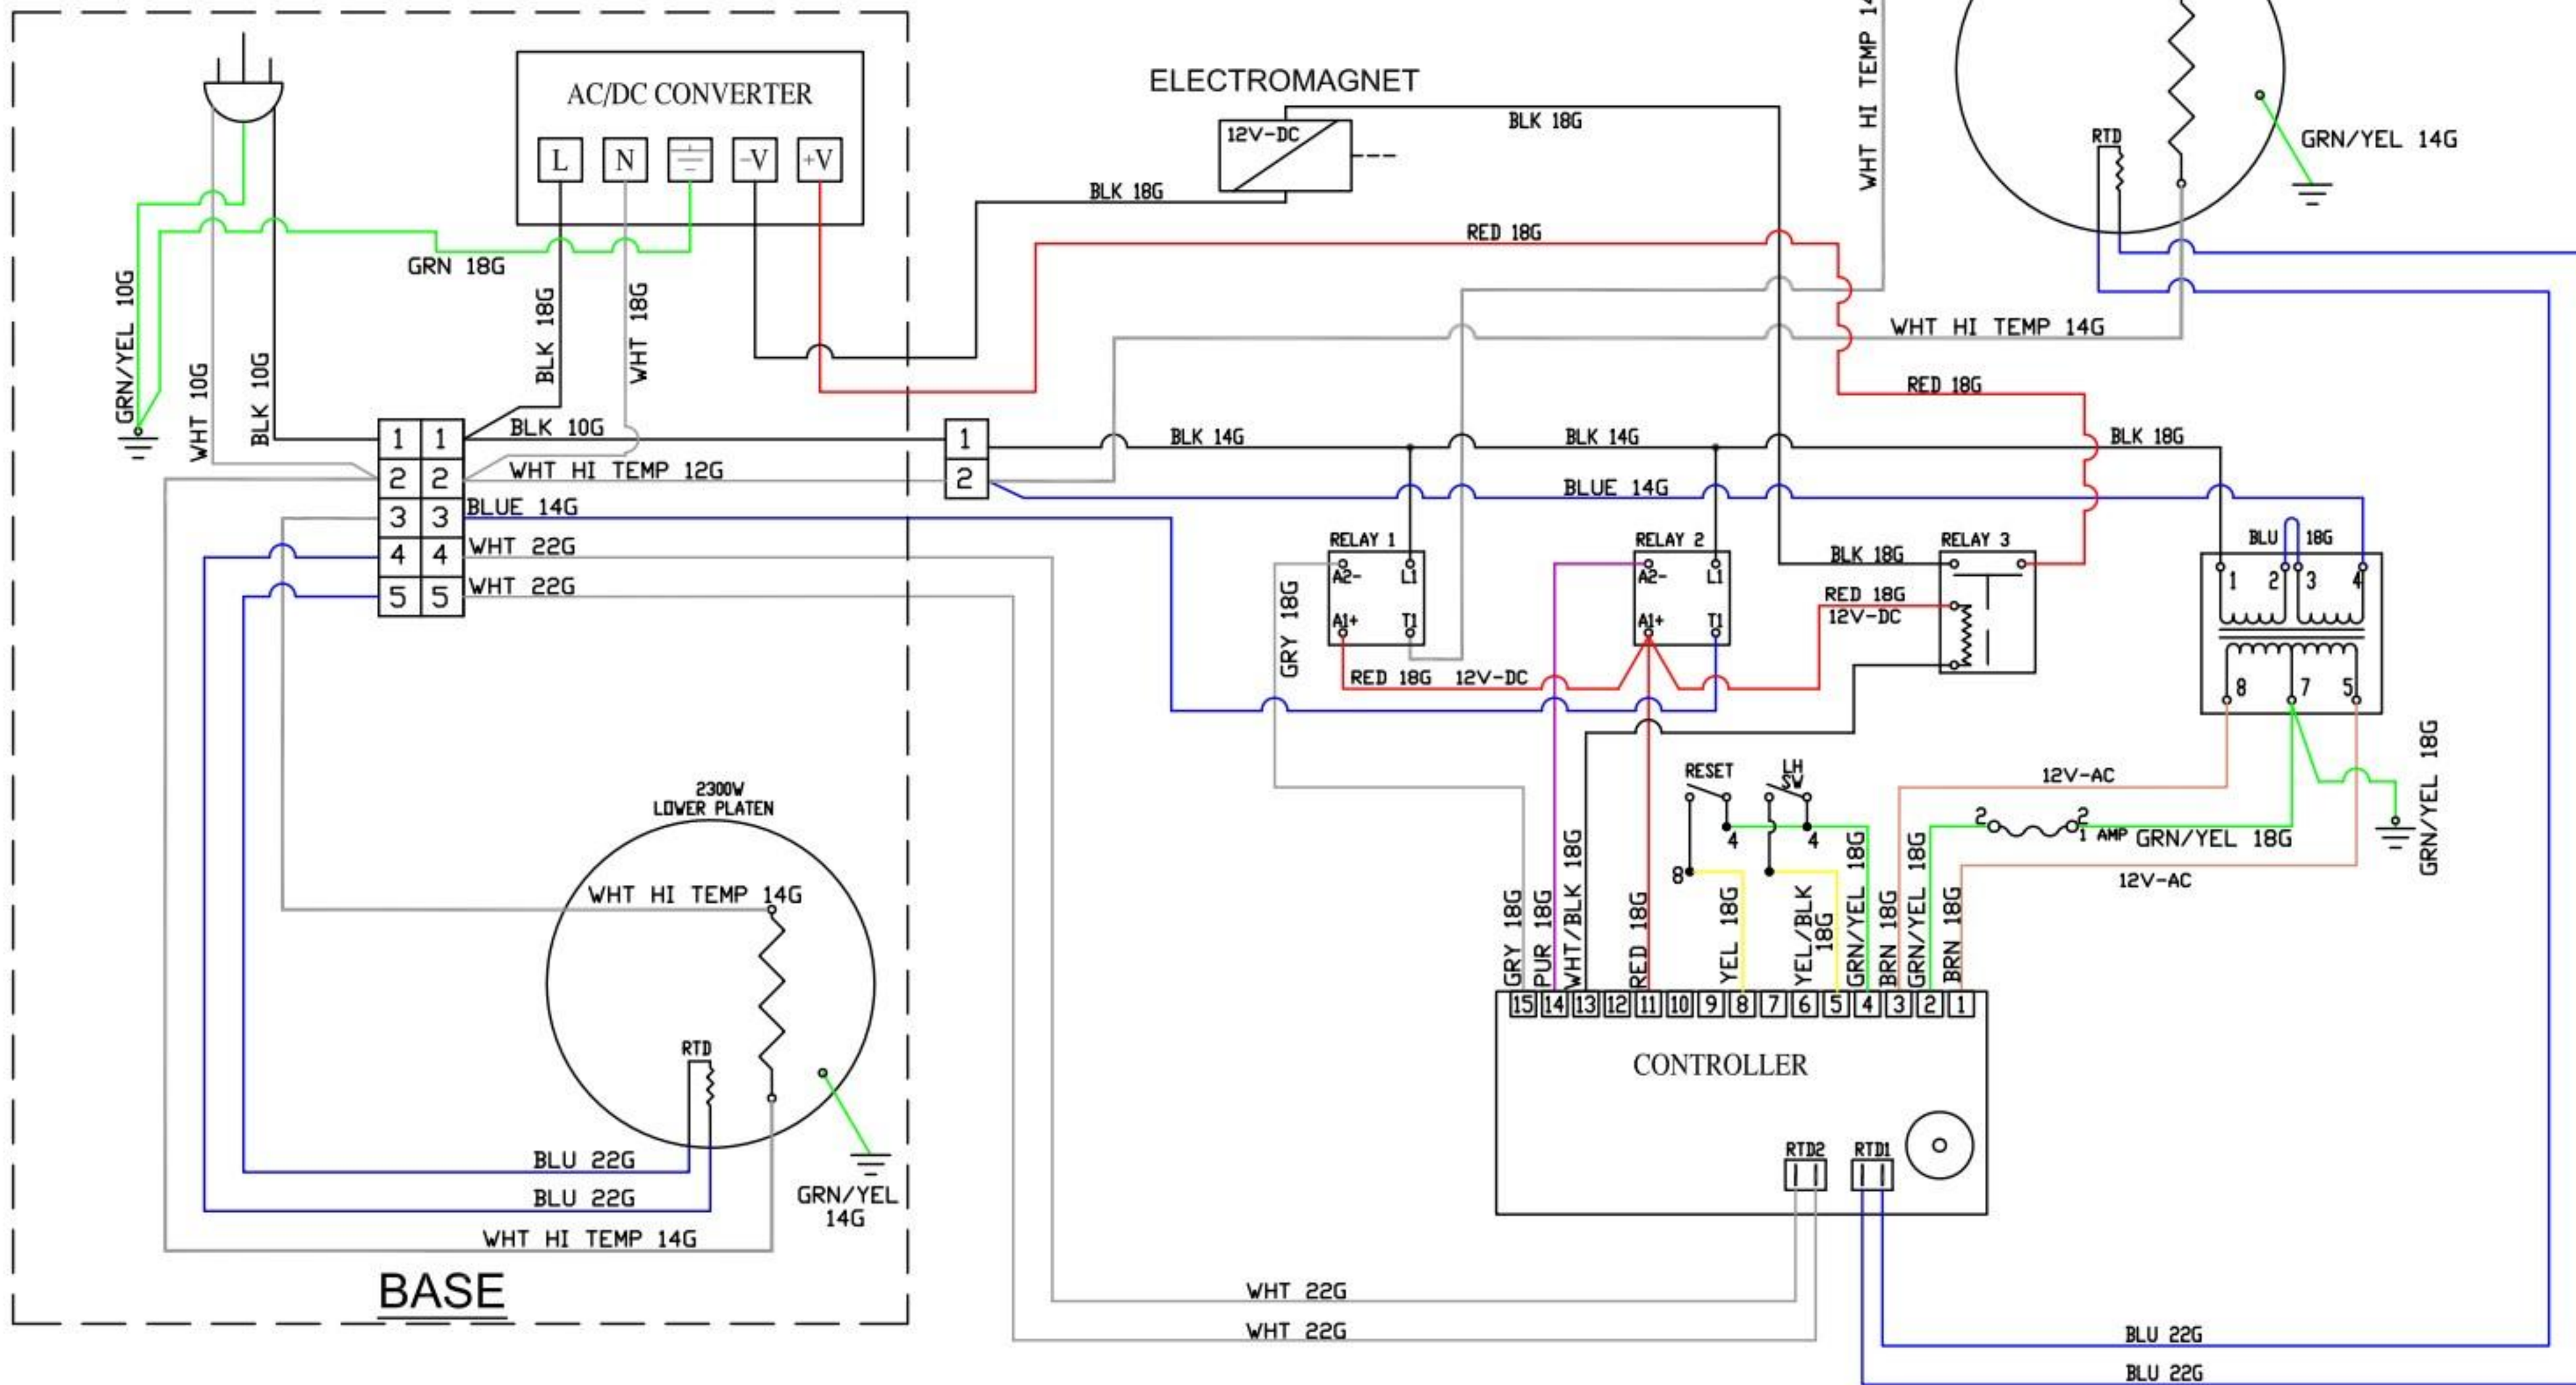 AC/DC CONVERTER
L N -V +V
GRN/YEL 10G
WHT 10G
BLK 10G
GRN 18G
BLK 18G
WHT 18G
ELECTROMAGNET
12V-DC
BLK 18G
BLK 18G
RED 18G
WHT HI TEMP 14
RTD
GRN/YEL 14G
WHT HI TEMP 14G
RED 18G
1 1
2 2
3 3
4 4
5 5
BLK 10G
WHT HI TEMP 12G
BLUE 14G
WHT 22G
WHT 22G
1
2
BLK 14G
BLK 14G
BLK 18G
BLUE 14G
RELAY 1
A2- L1
A1+ T1
GRY 18G
RED 18G 12V-DC
RELAY 2
A2- L1
A1+ T1
RELAY 3
BLK 18G
RED 18G
12V-DC
BLU 18G
1 2 3 4
8 7 5
12V-AC
2 2
1 AMP
GRN/YEL 18G
12V-AC
GRN/YEL 18G
RESET
LH
SW
4 4
8
GRY 18G
PUR 18G
WHT/BLK 18G
RED 18G
YEL 18G
YEL/BLK
18G
GRN/YEL 18G
BRN 18G
GRN/YEL 18G
BRN 18G
15 14 13 12 11 10 9 8 7 6 5 4 3 2 1
CONTROLLER
RTD2 RTD1
2300W
LOWER PLATEN
WHT HI TEMP 14G
RTD
BLU 22G
BLU 22G
GRN/YEL
14G
WHT HI TEMP 14G
BASE
WHT 22G
WHT 22G
BLU 22G
BLU 22G